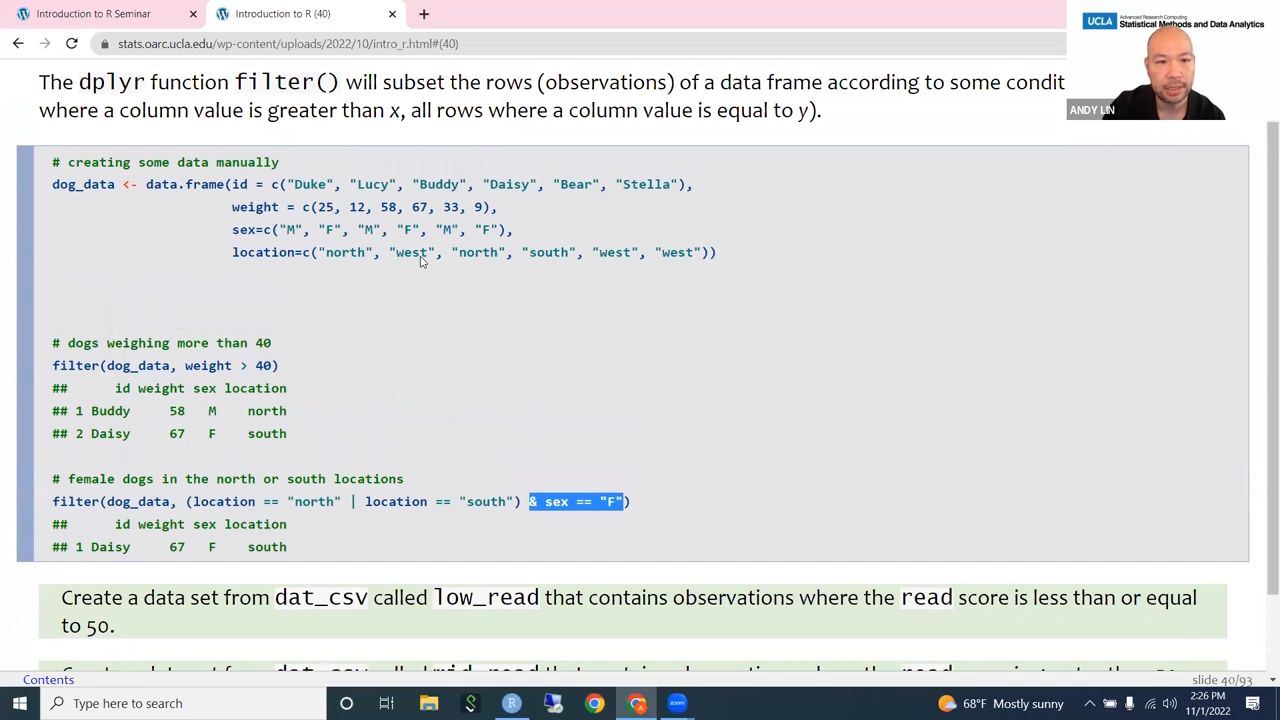 Introduction to R Seminar
Introduction to R (40)
stats.oarc.ucla.edu/wp-content/uploads/2022/10/intro_r.html#(40)
UCLA
Advanced Research Computing
Statistical Methods and Data Analytics
ANDY LIN
The dplyr function filter() will subset the rows (observations) of a data frame according to some condit
where a column value is greater than x, all rows where a column value is equal to y).
# creating some data manually
dog_data <- data.frame(id = c("Duke", "Lucy", "Buddy", "Daisy", "Bear", "Stella"),
weight = c(25, 12, 58, 67, 33, 9),
sex=c("M", "F", "M", "F", "M", "F"),
location=c("north", "west", "north", "south", "west", "west"))
# dogs weighing more than 40
filter(dog_data, weight > 40)
## id weight sex location
## 1 Buddy 58 M north
## 2 Daisy 67 F south
# female dogs in the north or south locations
filter(dog_data, (location == "north" | location == "south") & sex == "F")
## id weight sex location
## 1 Daisy 67 F south
Create a data set from dat_csv called low_read that contains observations where the read score is less than or equal
to 50.
Contents
slide 40/93
Type here to search
68°F Mostly sunny
2:26 PM
11/1/2022